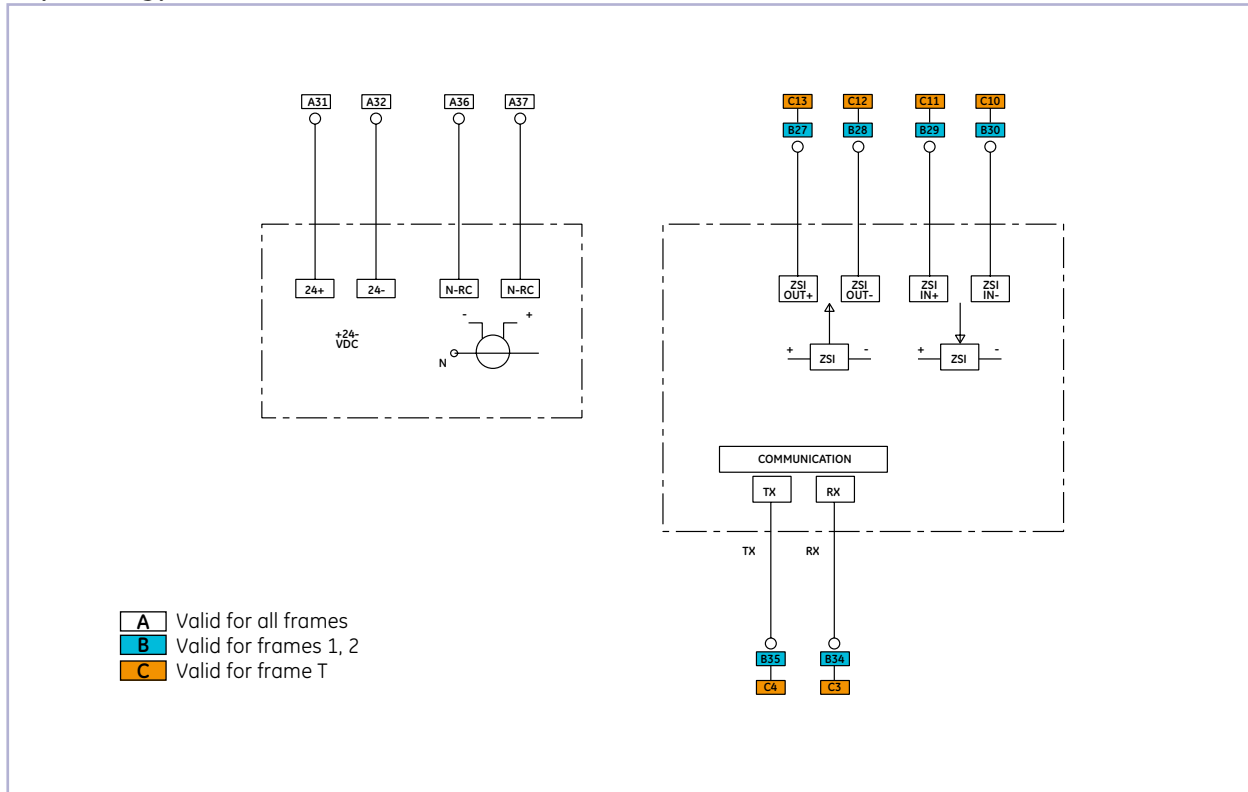 A31 A32 A36 A37
C13 C12 C11 C10
B27 B28 B29 B30
24+ 24- N-RC N-RC
ZSI OUT+ ZSI OUT- ZSI IN+ ZSI IN-
- +
+24-
VDC
N
+ ZSI - + ZSI -
COMMUNICATION
TX RX
TX RX
A Valid for all frames
B Valid for frames 1, 2
C Valid for frame T
B35 B34
C4 C3